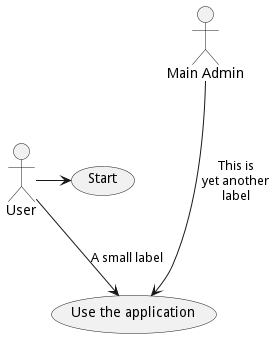 Main Admin
Start
This is
yet another
label
User
A small label
Use the application